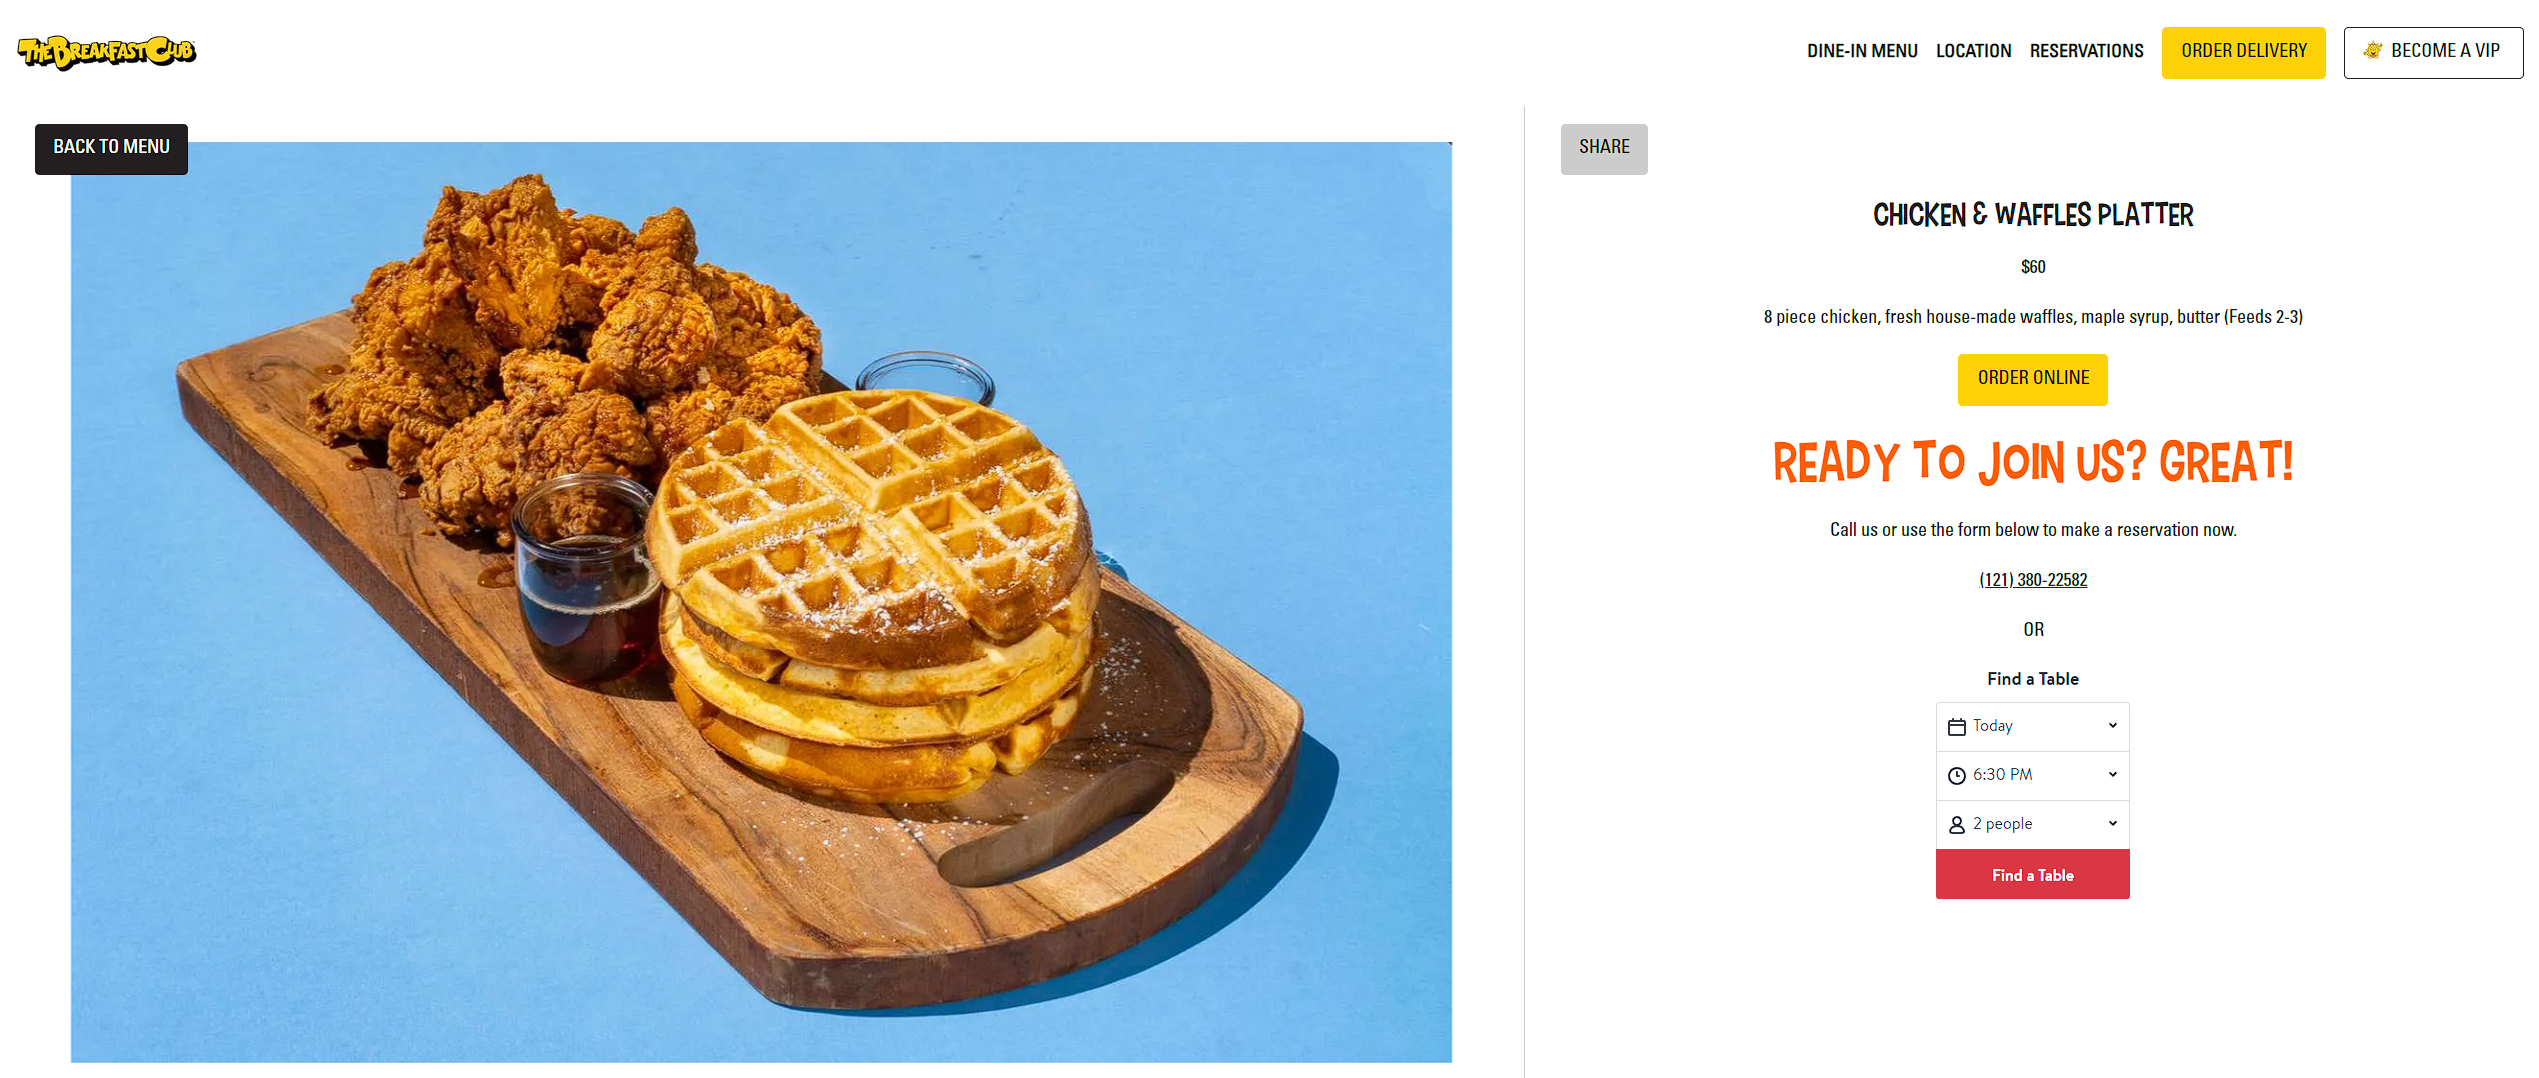 THE BREAKFAST CLUB
DINE-IN MENU
LOCATION
RESERVATIONS
ORDER DELIVERY
BECOME A VIP
BACK TO MENU
SHARE
CHICKEN & WAFFLES PLATTER
$60
8 piece chicken, fresh house-made waffles, maple syrup, butter (Feeds 2-3)
ORDER ONLINE
READY TO JOIN US? GREAT!
Call us or use the form below to make a reservation now.
(121) 380-22582
OR
Find a Table
Today
6:30 PM
2 people
Find a Table